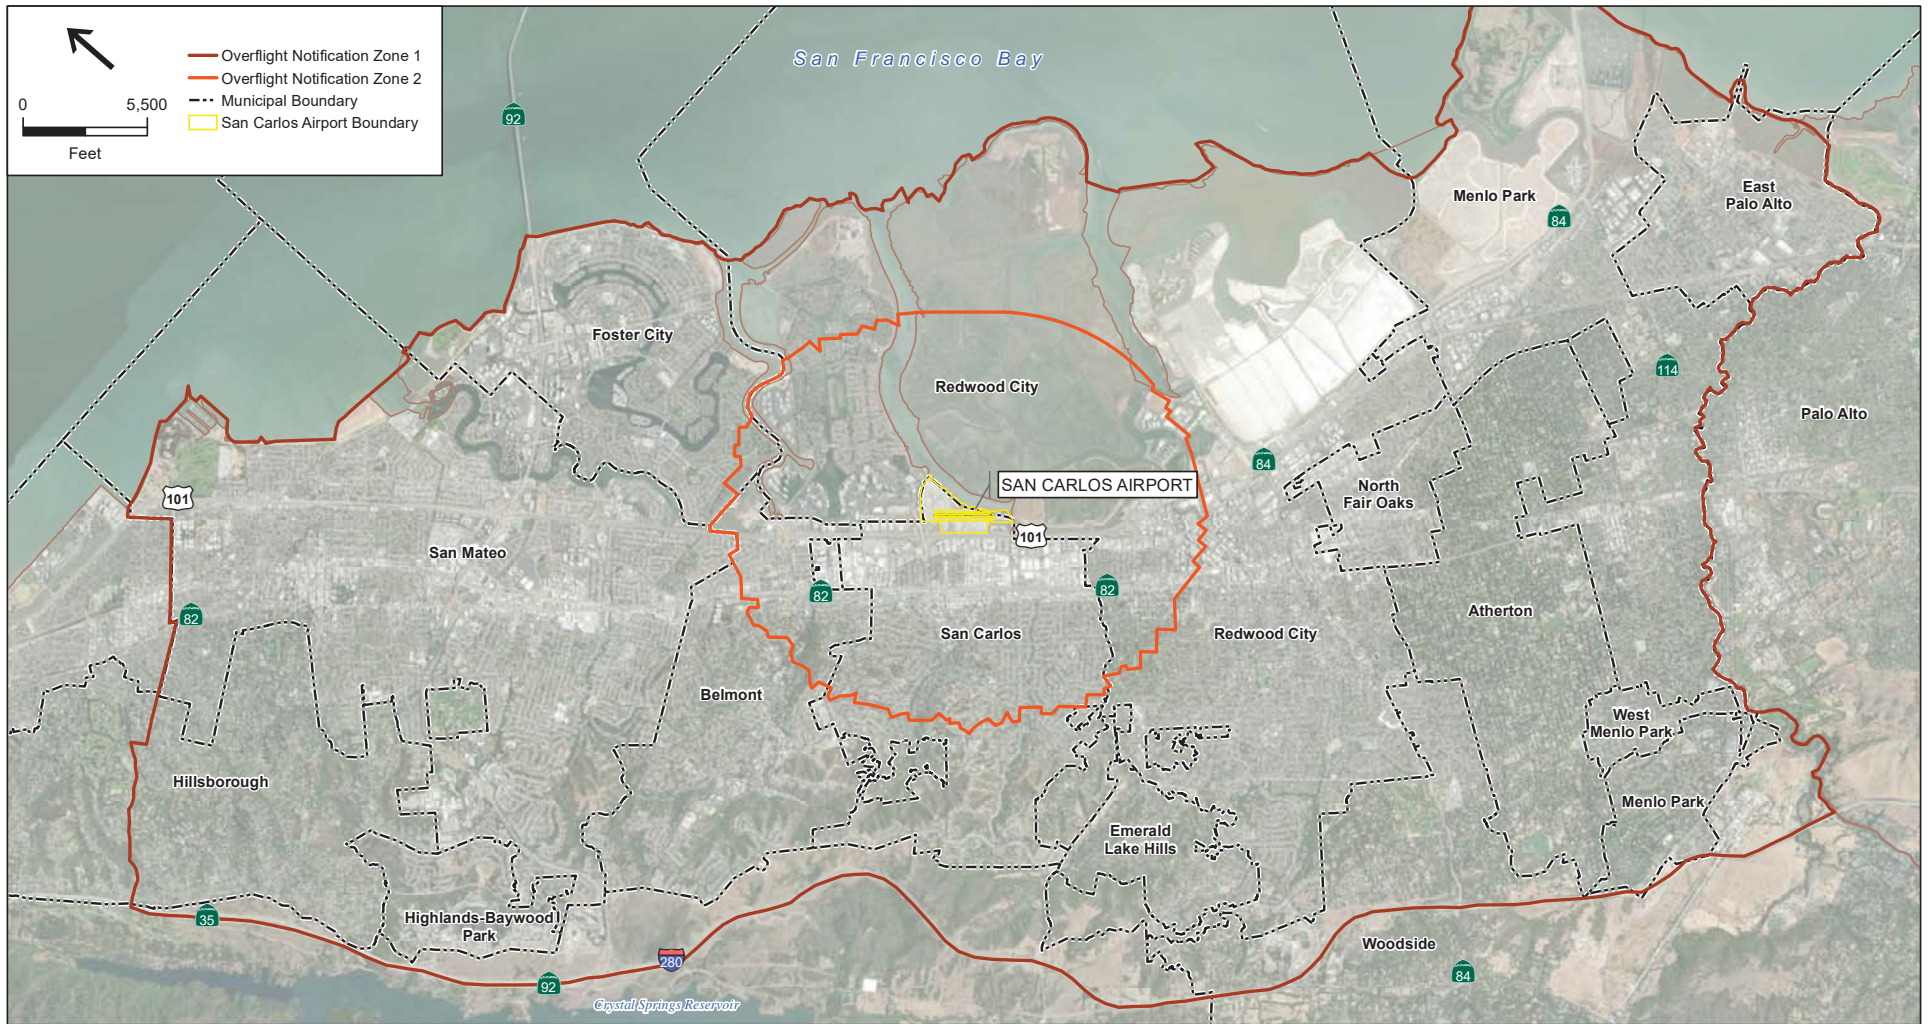 San Francisco Bay
Overflight Notification Zone 1
Overflight Notification Zone 2
Municipal Boundary
San Carlos Airport Boundary
0
5,500
Feet
92
Menlo Park
84
East
Palo Alto
Foster City
Redwood City
114
Palo Alto
84
101
SAN CARLOS AIRPORT
North
Fair Oaks
101
San Mateo
82
82
82
San Carlos
Redwood City
Atherton
Belmont
West
Menlo Park
Hillsborough
Menlo Park
Emerald
Lake Hills
35
Highlands-Baywood
Park
280
92
Woodside
84
Crystal Springs Reservoir